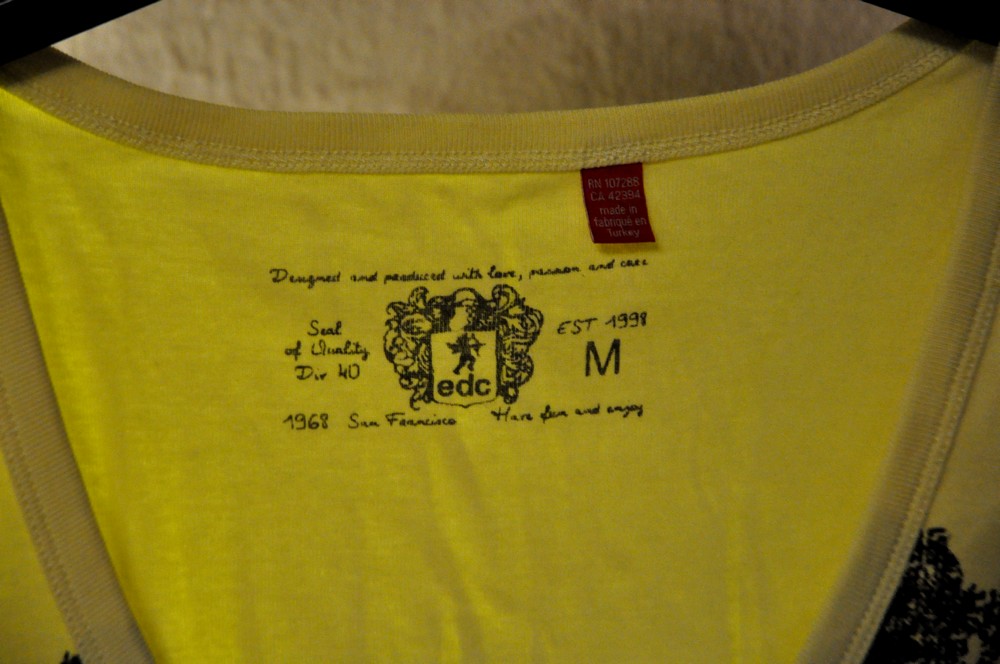 RN 107288
CA 42394
made in
fabriqué en
Turkey
Designed and produced with love, passion and care
Seal
of Quality
Div 40
edc
EST 1998
M
1968 San Francisco Have fun and enjoy